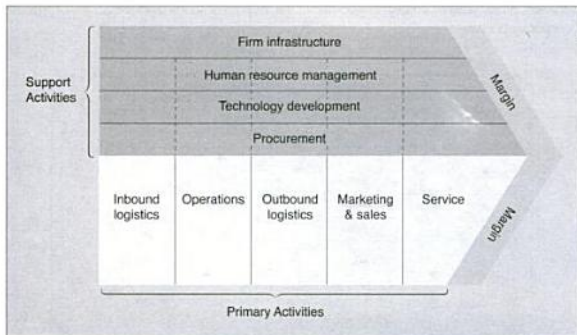 Firm infrastructure
Support
Activities
Human resource management
Technology development
Procurement
Margin
Inbound
logistics
Operations
Outbound
logistics
Marketing
& sales
Service
Margin
Primary Activities